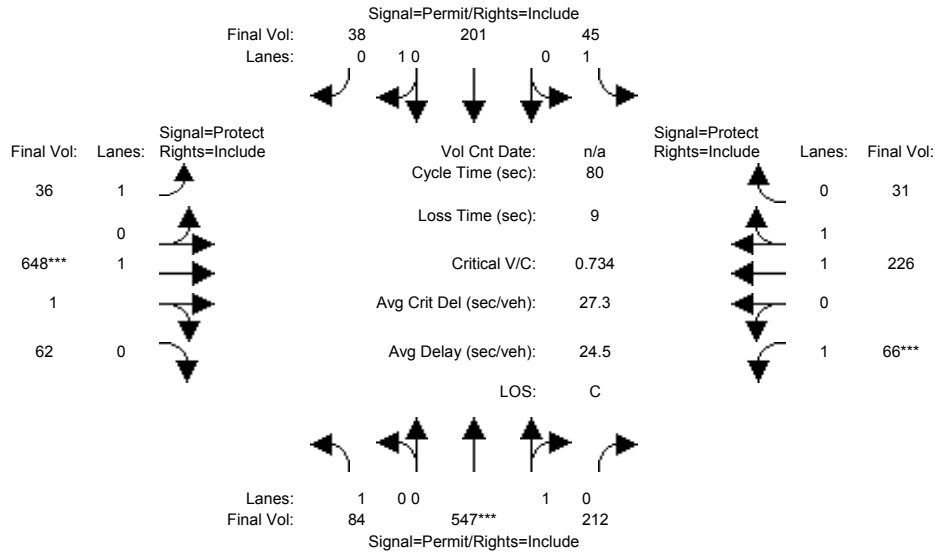 Signal=Permit/Rights=Include
Final Vol: 38 201 45
Lanes: 0 1 0 0 1
Signal=Protect Signal=Protect
Final Vol: Lanes: Rights=Include Vol Cnt Date: n/a Rights=Include Lanes: Final Vol:
Cycle Time (sec): 80
36 1 0 31
Loss Time (sec): 9
0 1
648*** 1 Critical V/C: 0.734 1 226
1 Avg Crit Del (sec/veh): 27.3 0
62 0 Avg Delay (sec/veh): 24.5 1 66***
LOS: C
Lanes: 1 0 0 1 0
Final Vol: 84 547*** 212
Signal=Permit/Rights=Include